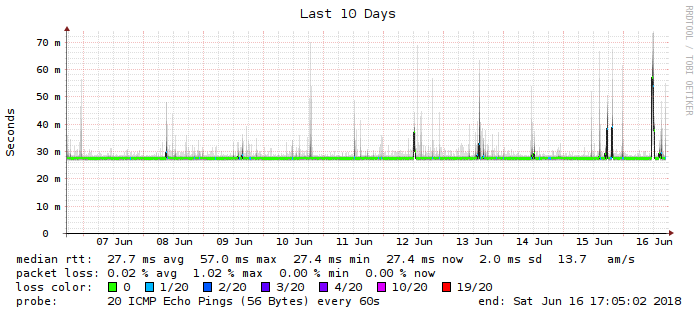 Last 10 Days
RRDTOOL / TOBI OETIKER
Seconds
70 m
60 m
50 m
40 m
30 m
20 m
10 m
0
07 Jun 08 Jun 09 Jun 10 Jun 11 Jun 12 Jun 13 Jun 14 Jun 15 Jun 16 Jun
median rtt: 27.7 ms avg 57.0 ms max 27.4 ms min 27.4 ms now 2.0 ms sd 13.7 am/s
packet loss: 0.02 % avg 1.02 % max 0.00 % min 0.00 % now
loss color: 0 1/20 2/20 3/20 4/20 10/20 19/20
probe: 20 ICMP Echo Pings (56 Bytes) every 60s end: Sat Jun 16 17:05:02 2018